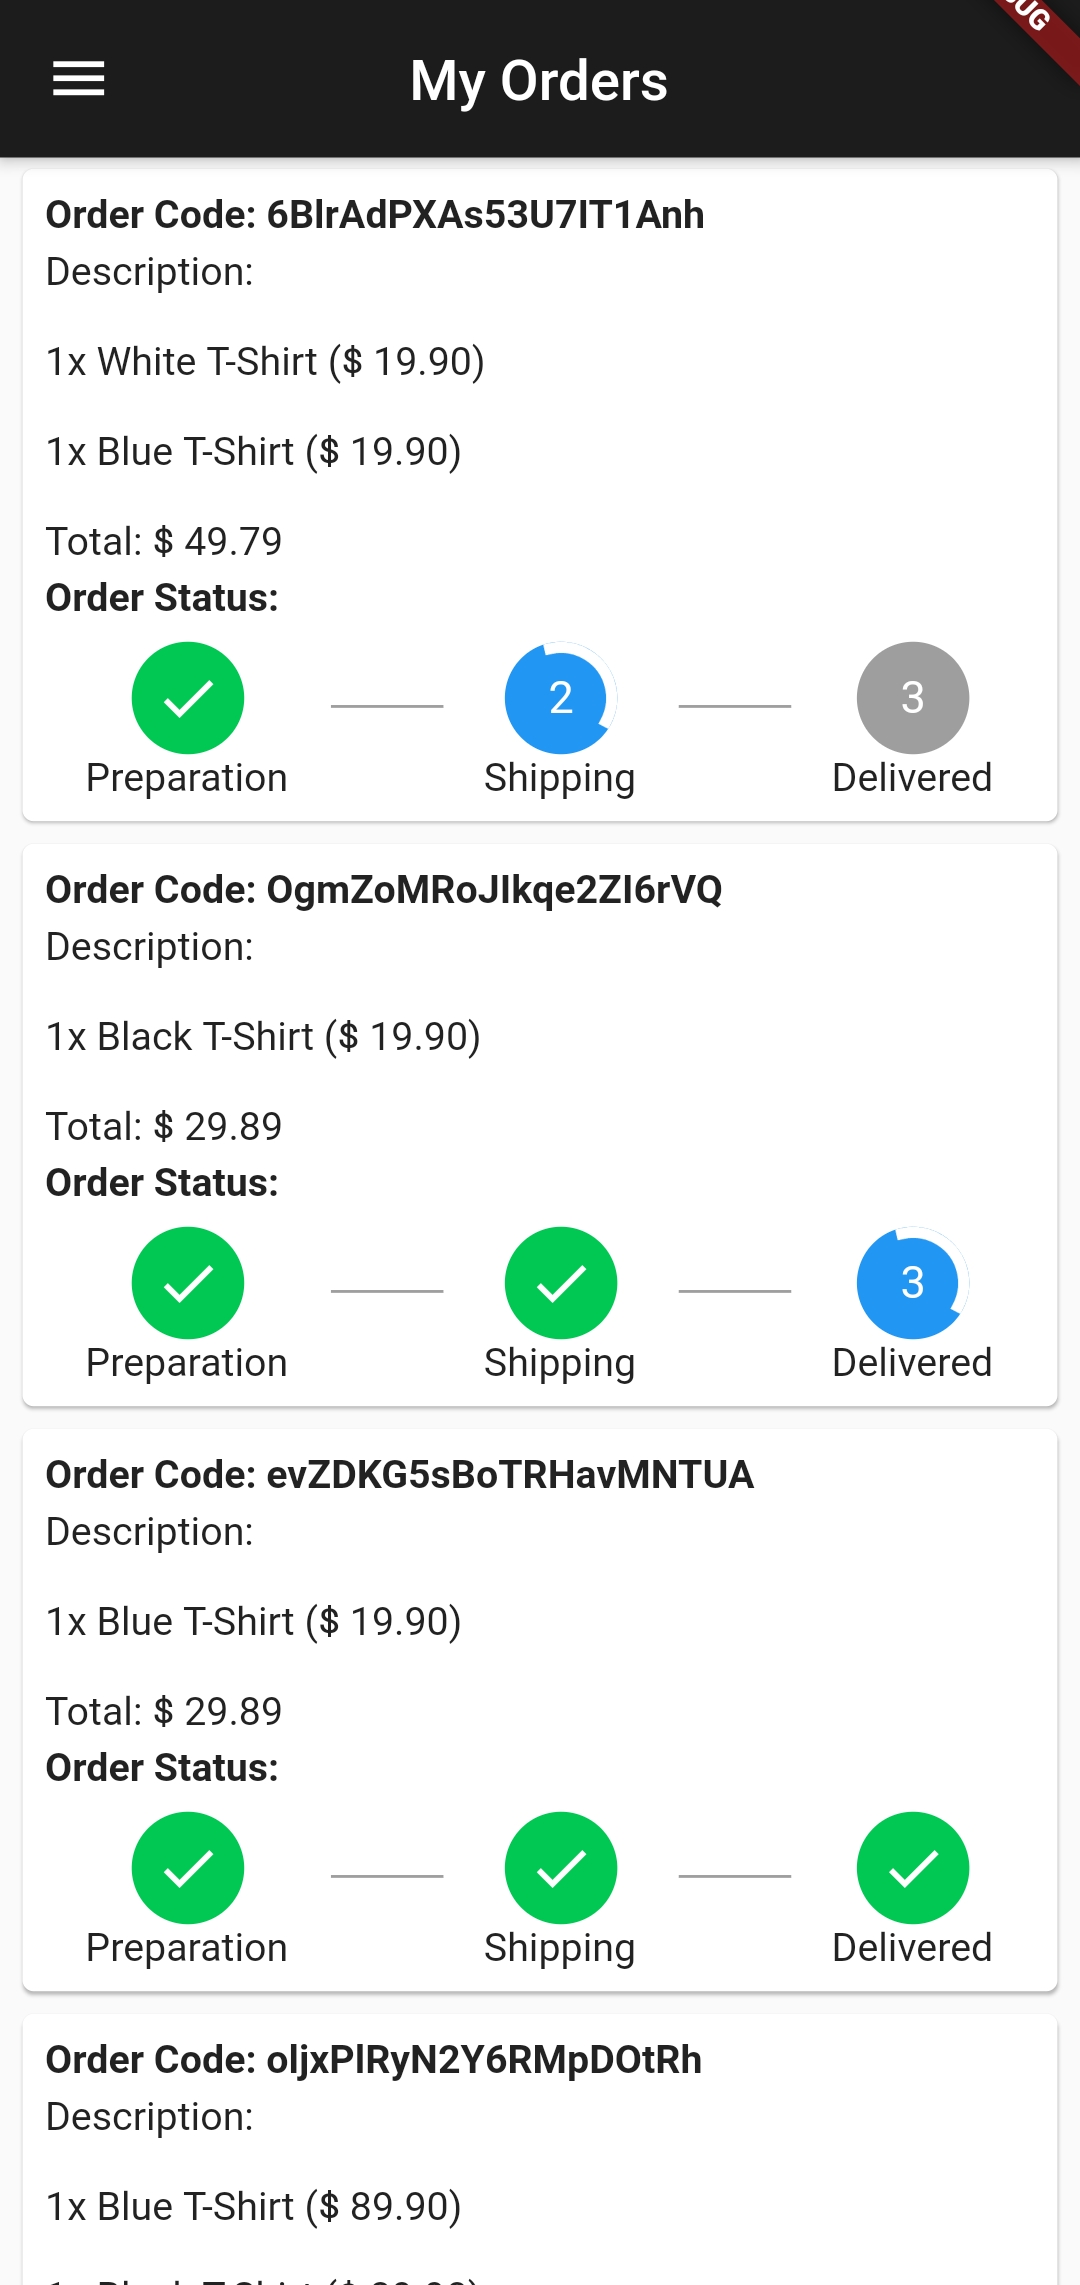 UG
My Orders
Order Code: 6BlrAdPXAs53U7IT1Anh
Description:
1x White T-Shirt ($ 19.90)
1x Blue T-Shirt ($ 19.90)
Total: $ 49.79
Order Status:
2 3
Preparation Shipping Delivered
Order Code: OgmZoMRoJIkqe2ZI6rVQ
Description:
1x Black T-Shirt ($ 19.90)
Total: $ 29.89
Order Status:
3
Preparation Shipping Delivered
Order Code: evZDKG5sBoTRHavMNTUA
Description:
1x Blue T-Shirt ($ 19.90)
Total: $ 29.89
Order Status:
Preparation Shipping Delivered
Order Code: oljxPlRyN2Y6RMpDOtRh
Description:
1x Blue T-Shirt ($ 89.90)